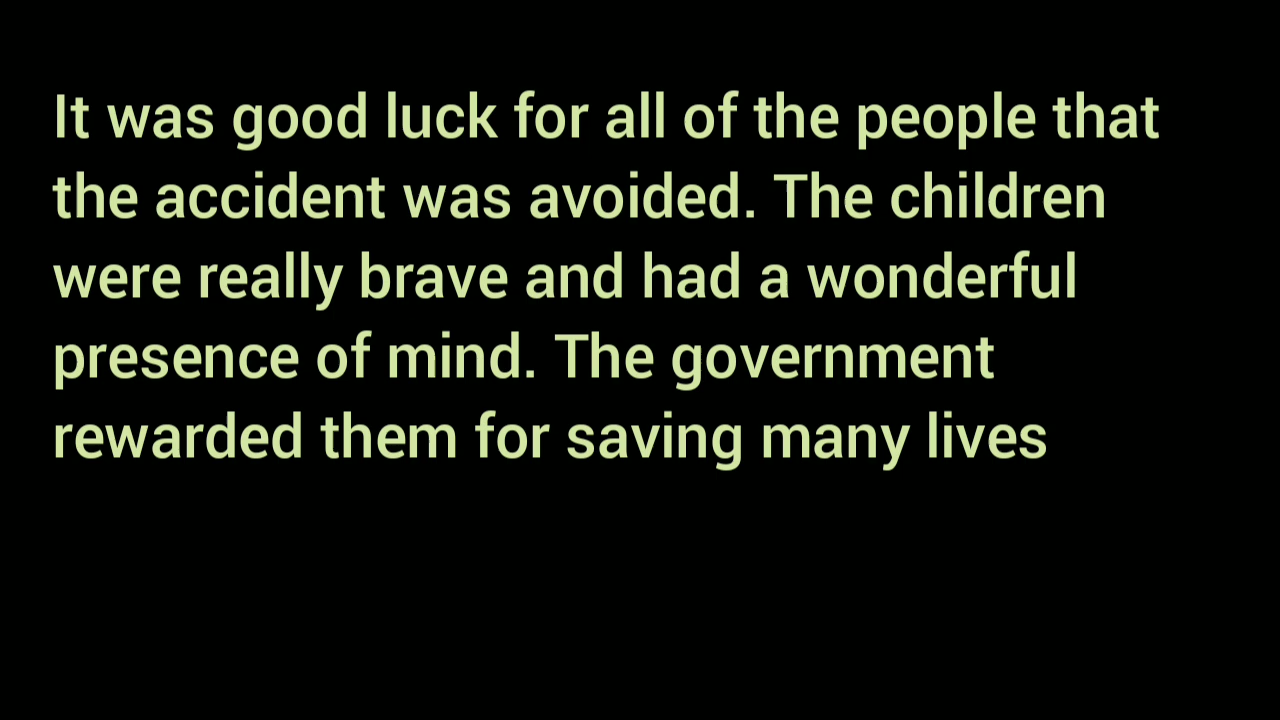 It was good luck for all of the people that
the accident was avoided. The children
were really brave and had a wonderful
presence of mind. The government
rewarded them for saving many lives